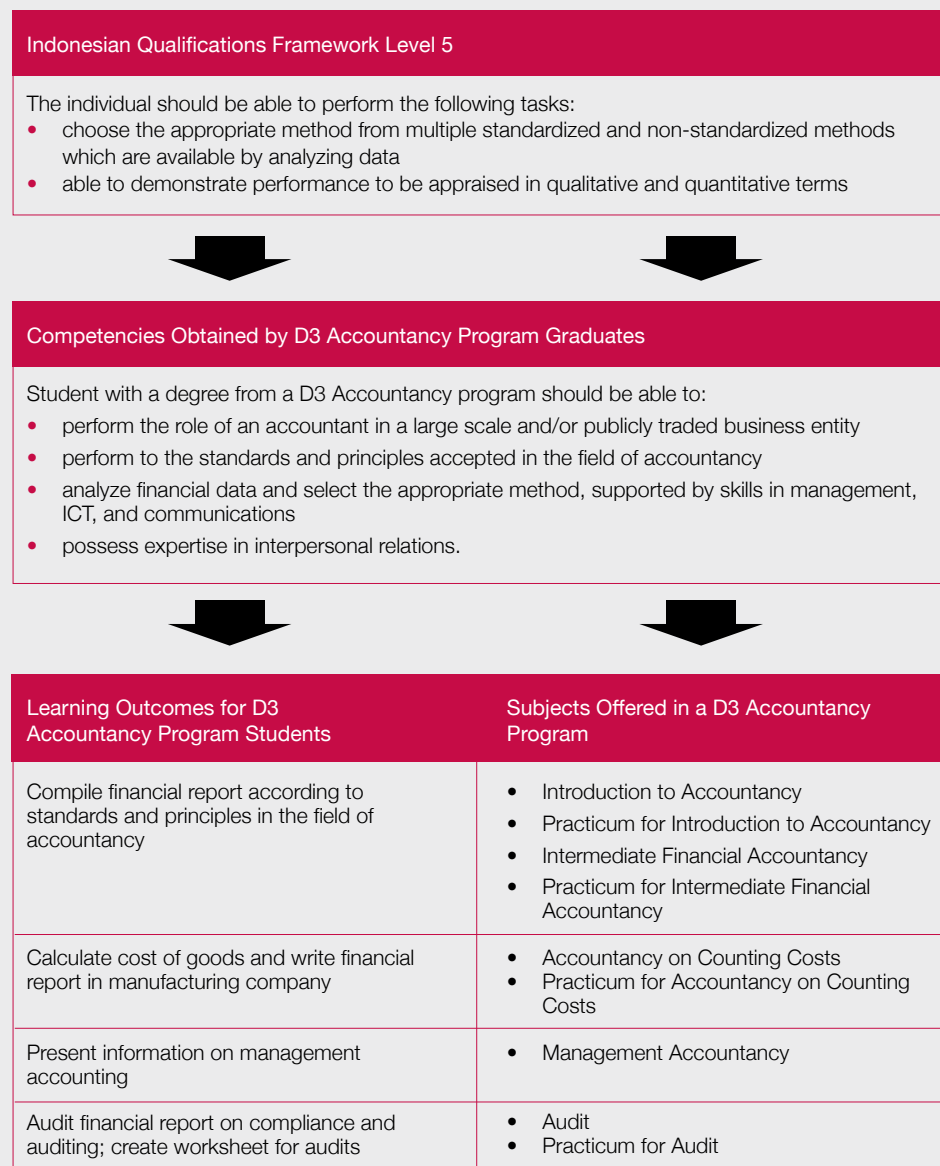 Indonesian Qualifications Framework Level 5
The individual should be able to perform the following tasks:
• choose the appropriate method from multiple standardized and non-standardized methods
which are available by analyzing data
• able to demonstrate performance to be appraised in qualitative and quantitative terms
Competencies Obtained by D3 Accountancy Program Graduates
Student with a degree from a D3 Accountancy program should be able to:
• perform the role of an accountant in a large scale and/or publicly traded business entity
• perform to the standards and principles accepted in the field of accountancy
• analyze financial data and select the appropriate method, supported by skills in management,
ICT, and communications
• possess expertise in interpersonal relations.
Learning Outcomes for D3
Accountancy Program Students
Subjects Offered in a D3 Accountancy
Program
Compile financial report according to
standards and principles in the field of
accountancy
• Introduction to Accountancy
• Practicum for Introduction to Accountancy
• Intermediate Financial Accountancy
• Practicum for Intermediate Financial
Accountancy
Calculate cost of goods and write financial
report in manufacturing company
• Accountancy on Counting Costs
• Practicum for Accountancy on Counting
Costs
Present information on management
accounting
• Management Accountancy
Audit financial report on compliance and
auditing; create worksheet for audits
• Audit
• Practicum for Audit